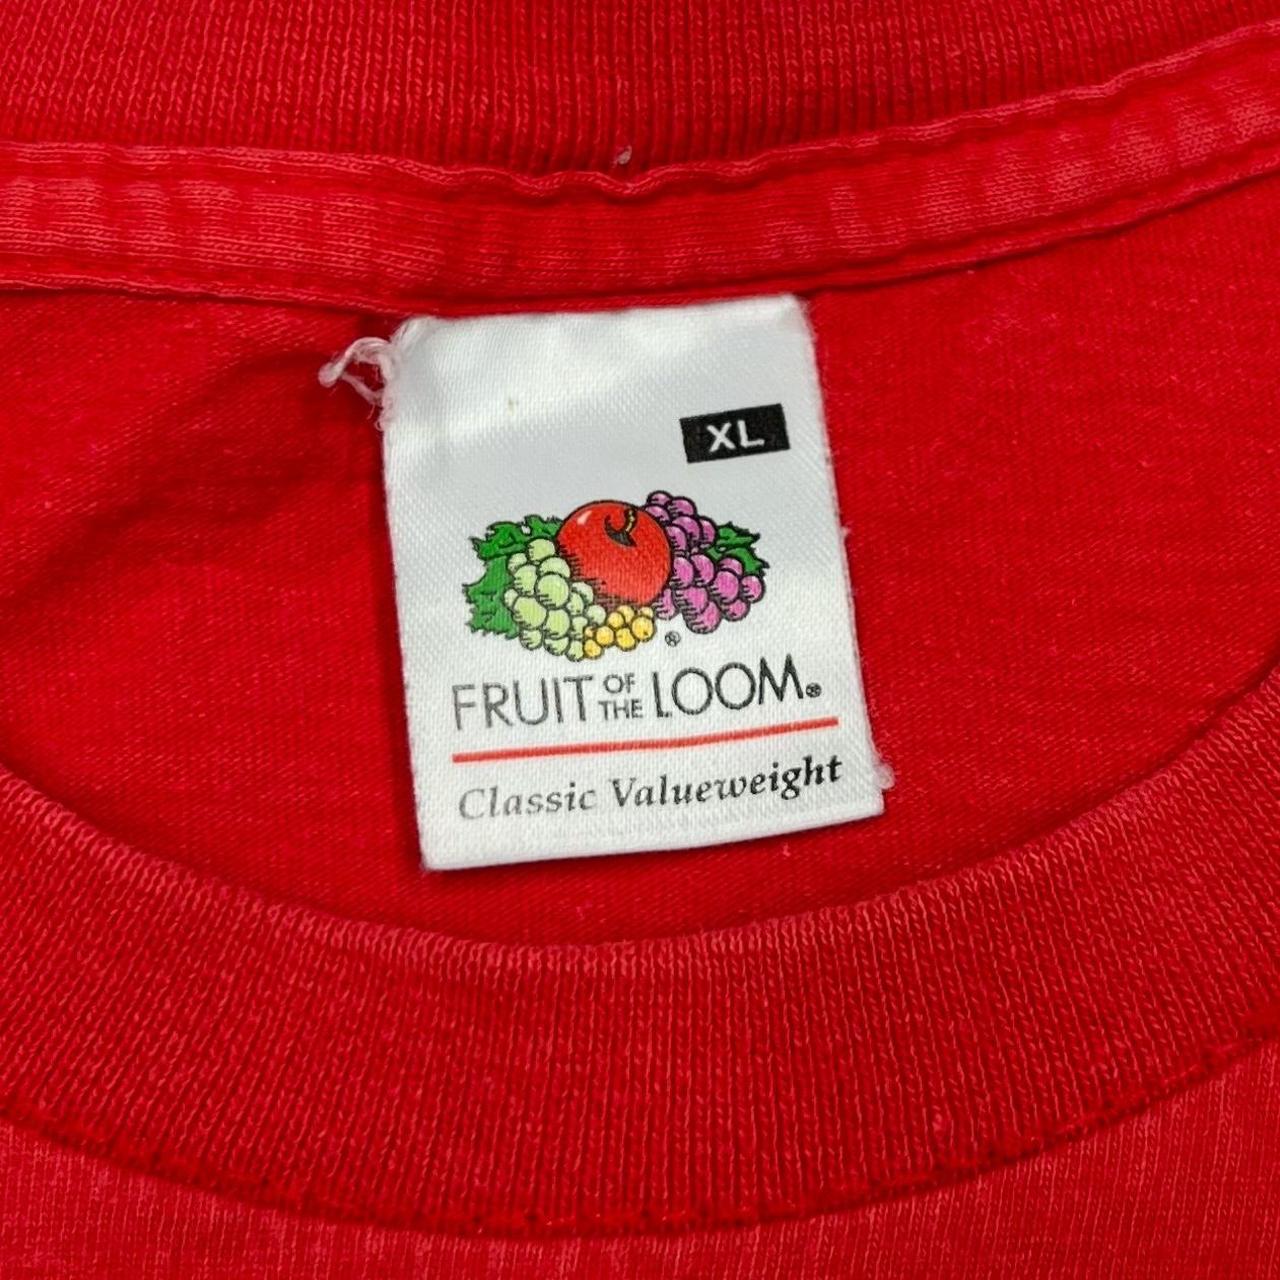 XL
®
FRUIT OF THE LOOM®
Classic Valueweight